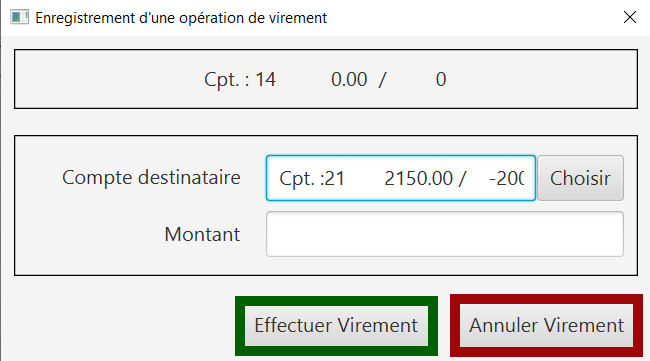 Enregistrement d'une opération de virement
Cpt. : 14 0.00 / 0
Compte destinataire Cpt. :21 2150.00 / -200 Choisir
Montant
Effectuer Virement Annuler Virement